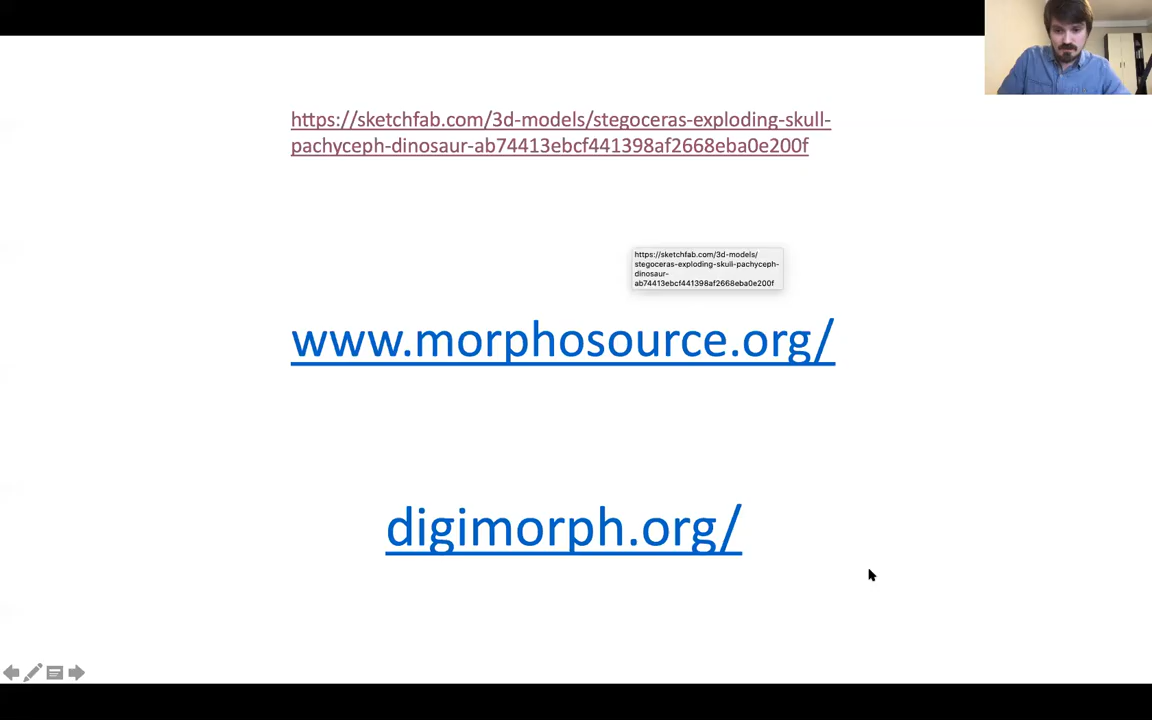 https://sketchfab.com/3d-models/stegoceras-exploding-skull-
pachyceph-dinosaur-ab74413ebcf441398af2668eba0e200f
https://sketchfab.com/3d-models/
stegoceras-exploding-skull-pachyceph-
dinosaur-
ab74413ebcf441398af2668eba0e200f
www.morphosource.org/
digimorph.org/